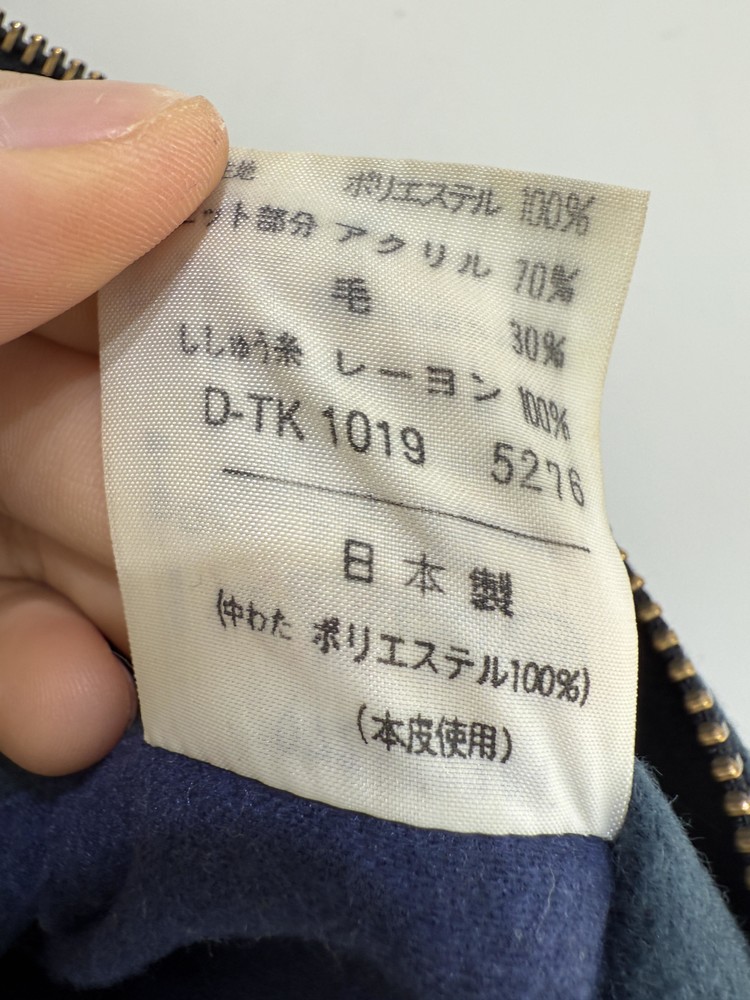 地 ポリエステル 100%
ット部分 アクリル 70%
毛 30%
ししゅう糸 レーヨン 100%
D-TK 1019 5276
日本製
(中わた ポリエステル100%)
(本皮使用)